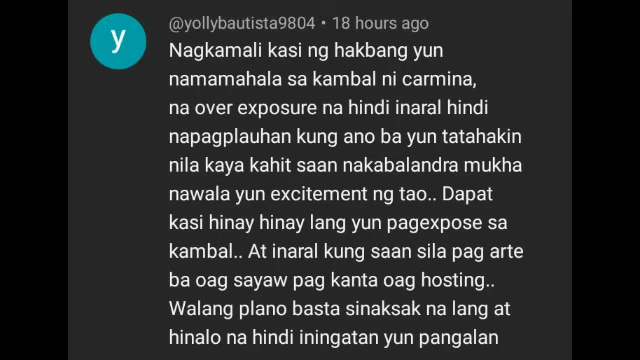 y
@yollybautista9804 • 18 hours ago
Nagkamali kasi ng hakbang yun
namamahala sa kambal ni carmina,
na over exposure na hindi inaral hindi
napagplauhan kung ano ba yun tatahakin
nila kaya kahit saan nakabalandra mukha
nawala yun excitement ng tao.. Dapat
kasi hinay hinay lang yun pagexpose sa
kambal.. At inaral kung saan sila pag arte
ba oag sayaw pag kanta oag hosting..
Walang plano basta sinaksak na lang at
hinalo na hindi iningatan yun pangalan